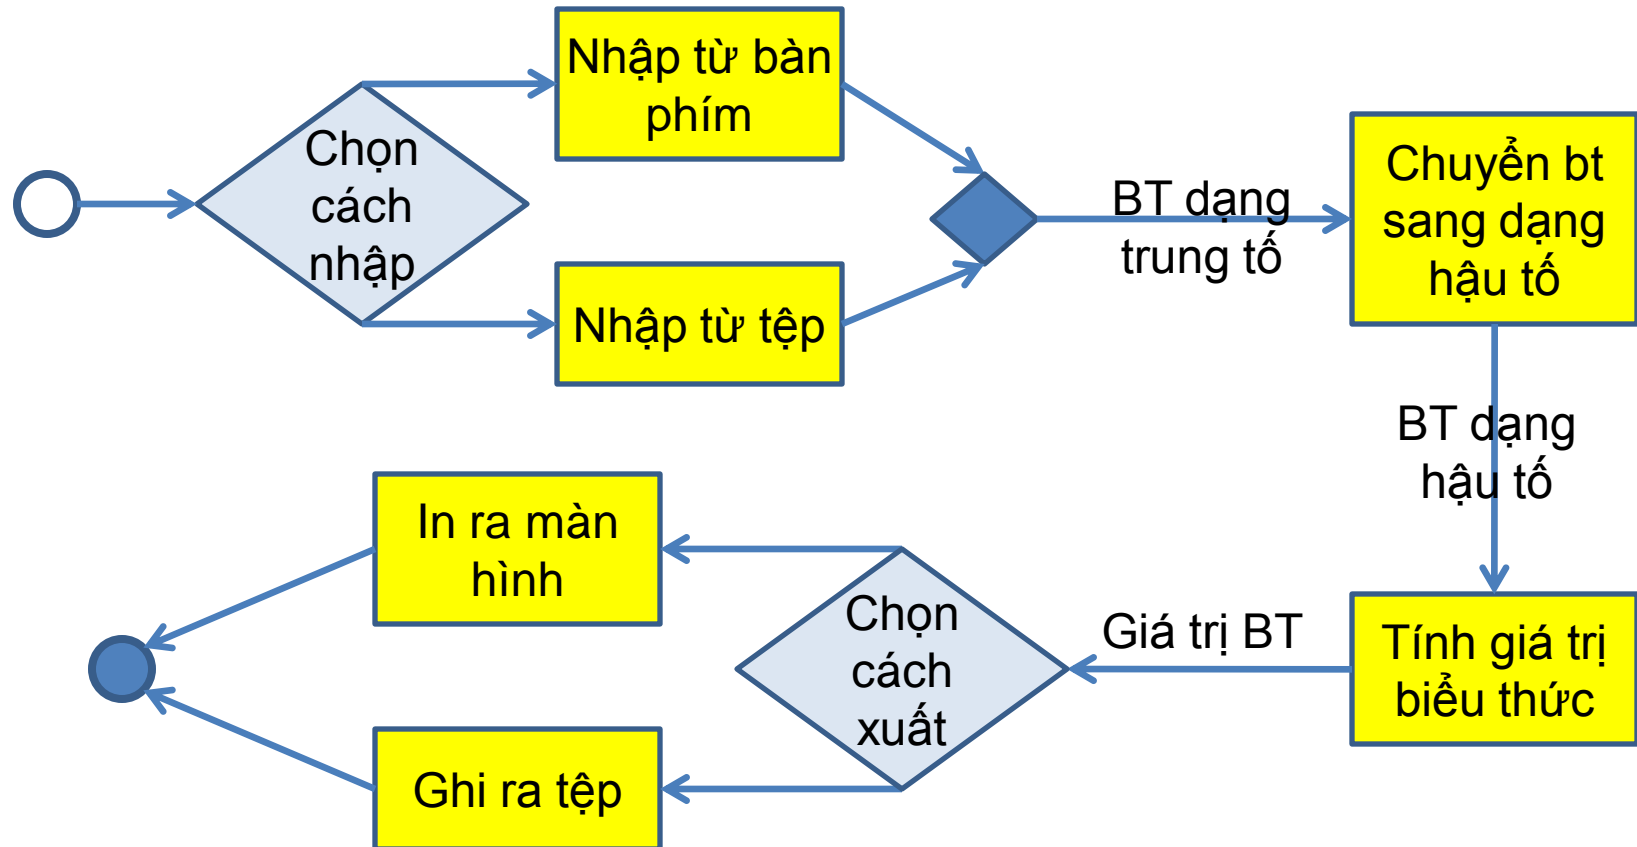 Nhập từ bàn
phím
Chọn
cách
nhập
Nhập từ tệp
BT dạng
trung tố
Chuyển bt
sang dạng
hậu tố
BT dạng
hậu tố
Tính giá trị
biểu thức
Giá trị BT
Chọn
cách
xuất
In ra màn
hình
Ghi ra tệp